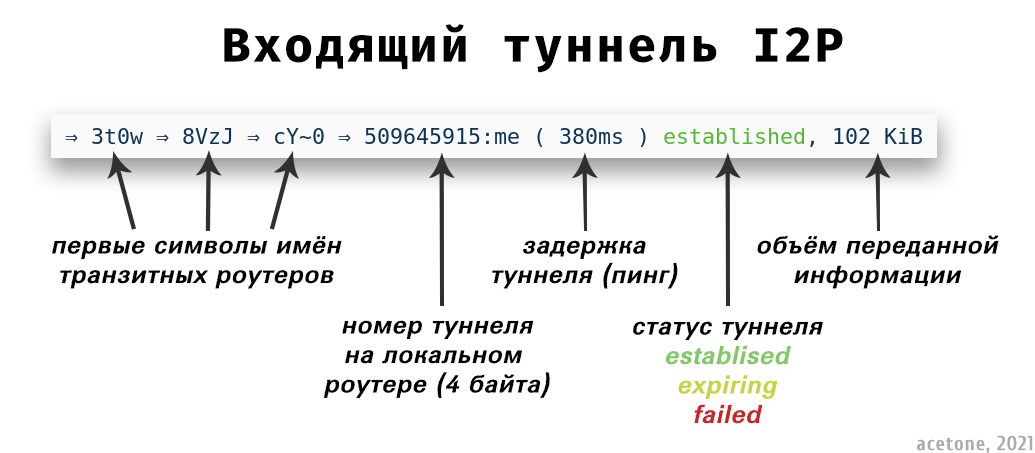 Входящий туннель I2P
⇒ 3t0w ⇒ 8VzJ ⇒ cY~0 ⇒ 509645915:me ( 380ms ) established, 102 KiB
первые символы имён
транзитных роутеров
задержка
туннеля (пинг)
объём переданной
информации
номер туннеля
на локальном
роутере (4 байта)
статус туннеля
establised
expiring
failed
acetone, 2021